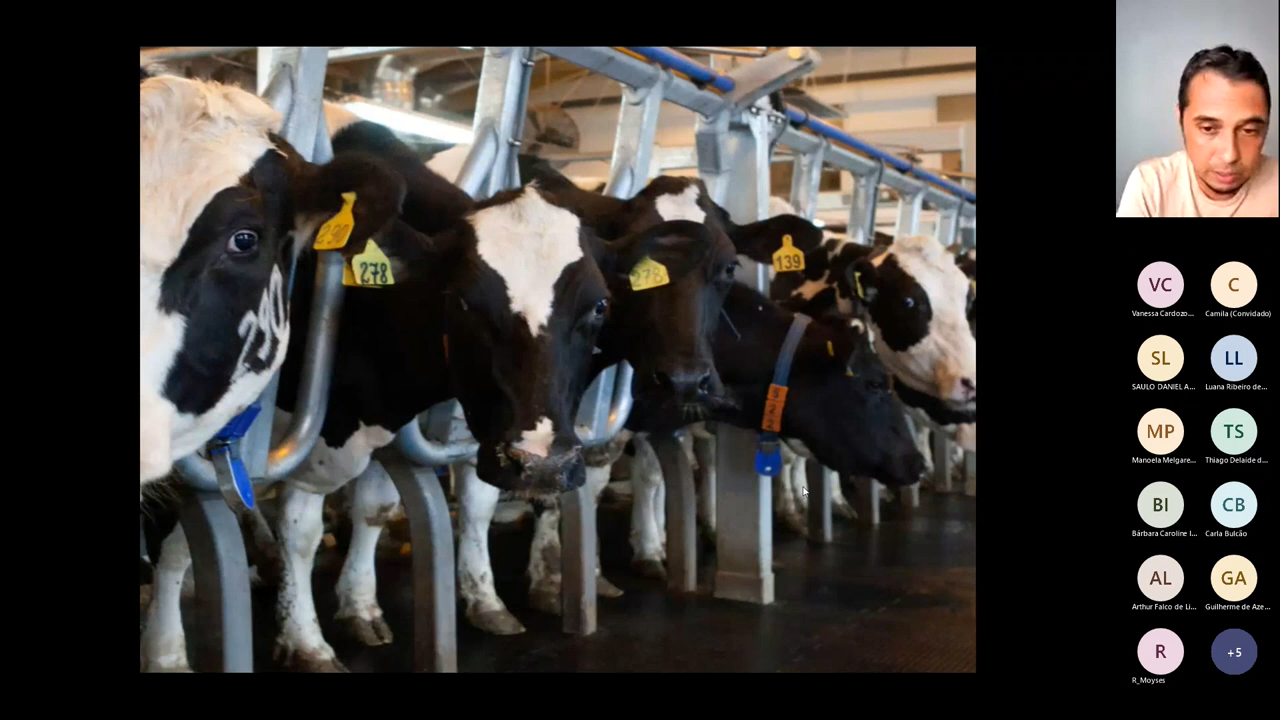 290
278
278
139
290
VC
C
Vanessa Cardozo...
Camila (Convidado)
SL
LL
SAULO DANIEL A...
Luana Ribeiro de...
MP
TS
Manoela Melgare...
Thiago Delaide d...
BI
CB
Bárbara Caroline I...
Carla Bulcão
AL
GA
Arthur Falco de Li...
Guilherme de Aze...
R
+5
R_Moyses